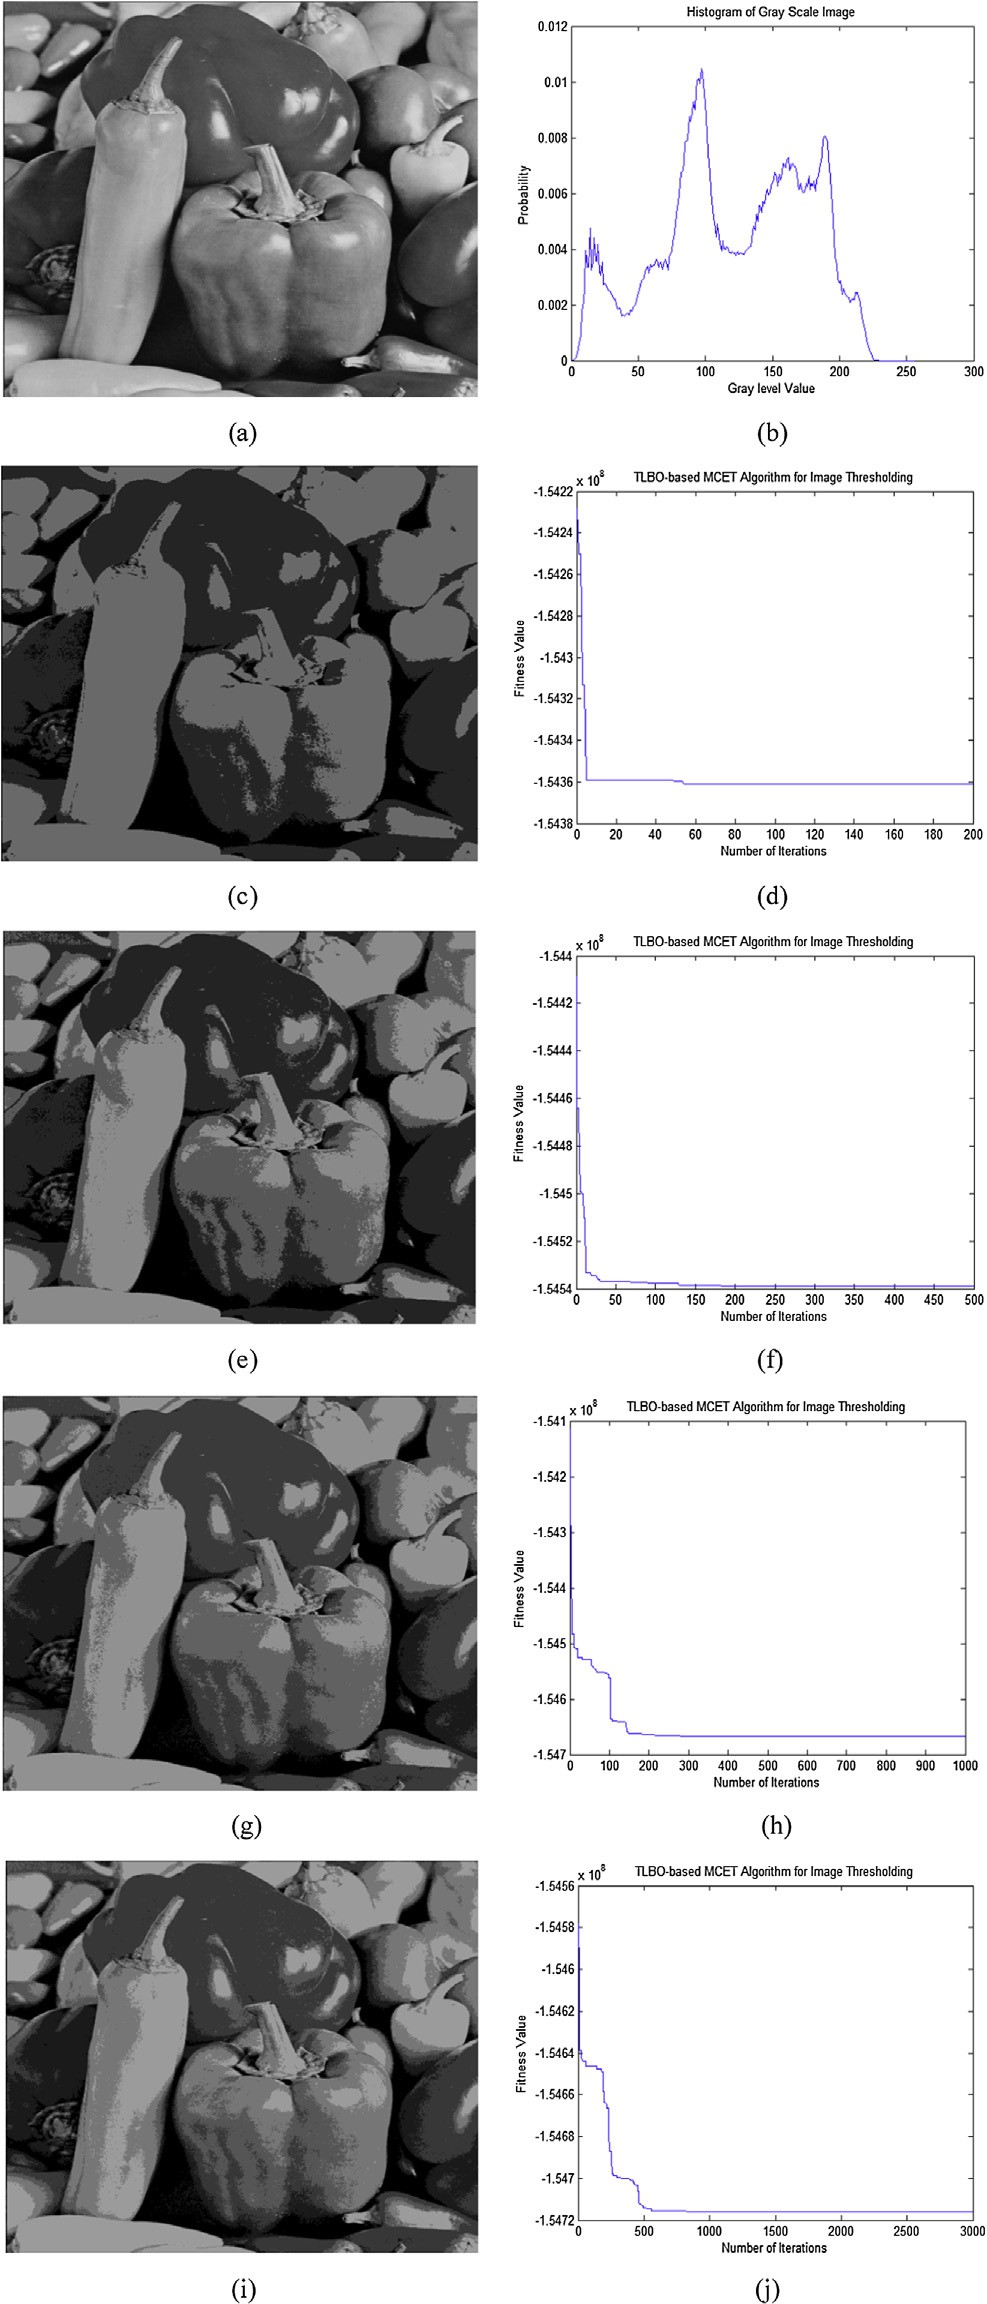 Histogram of Gray Scale Image
0.012
0.01
0.008
0.006
0.004
0.002
0
Probability
0 50 100 150 200 250 300
Gray level Value
(a) (b)
x 10^8
TLBO-based MCET Algorithm for Image Thresholding
-1.5422
-1.5424
-1.5426
-1.5428
-1.543
-1.5432
-1.5434
-1.5436
-1.5438
Fitness Value
0 20 40 60 80 100 120 140 160 180 200
Number of Iterations
(c) (d)
x 10^8
TLBO-based MCET Algorithm for Image Thresholding
-1.544
-1.5442
-1.5444
-1.5446
-1.5448
-1.545
-1.5452
-1.5454
Fitness Value
0 50 100 150 200 250 300 350 400 450 500
Number of Iterations
(e) (f)
x 10^8
TLBO-based MCET Algorithm for Image Thresholding
-1.541
-1.542
-1.543
-1.544
-1.545
-1.546
-1.547
Fitness Value
0 100 200 300 400 500 600 700 800 900 1000
Number of Iterations
(g) (h)
x 10^8
TLBO-based MCET Algorithm for Image Thresholding
-1.5456
-1.5458
-1.546
-1.5462
-1.5464
-1.5466
-1.5468
-1.547
-1.5472
Fitness Value
0 500 1000 1500 2000 2500 3000
Number of Iterations
(i) (j)